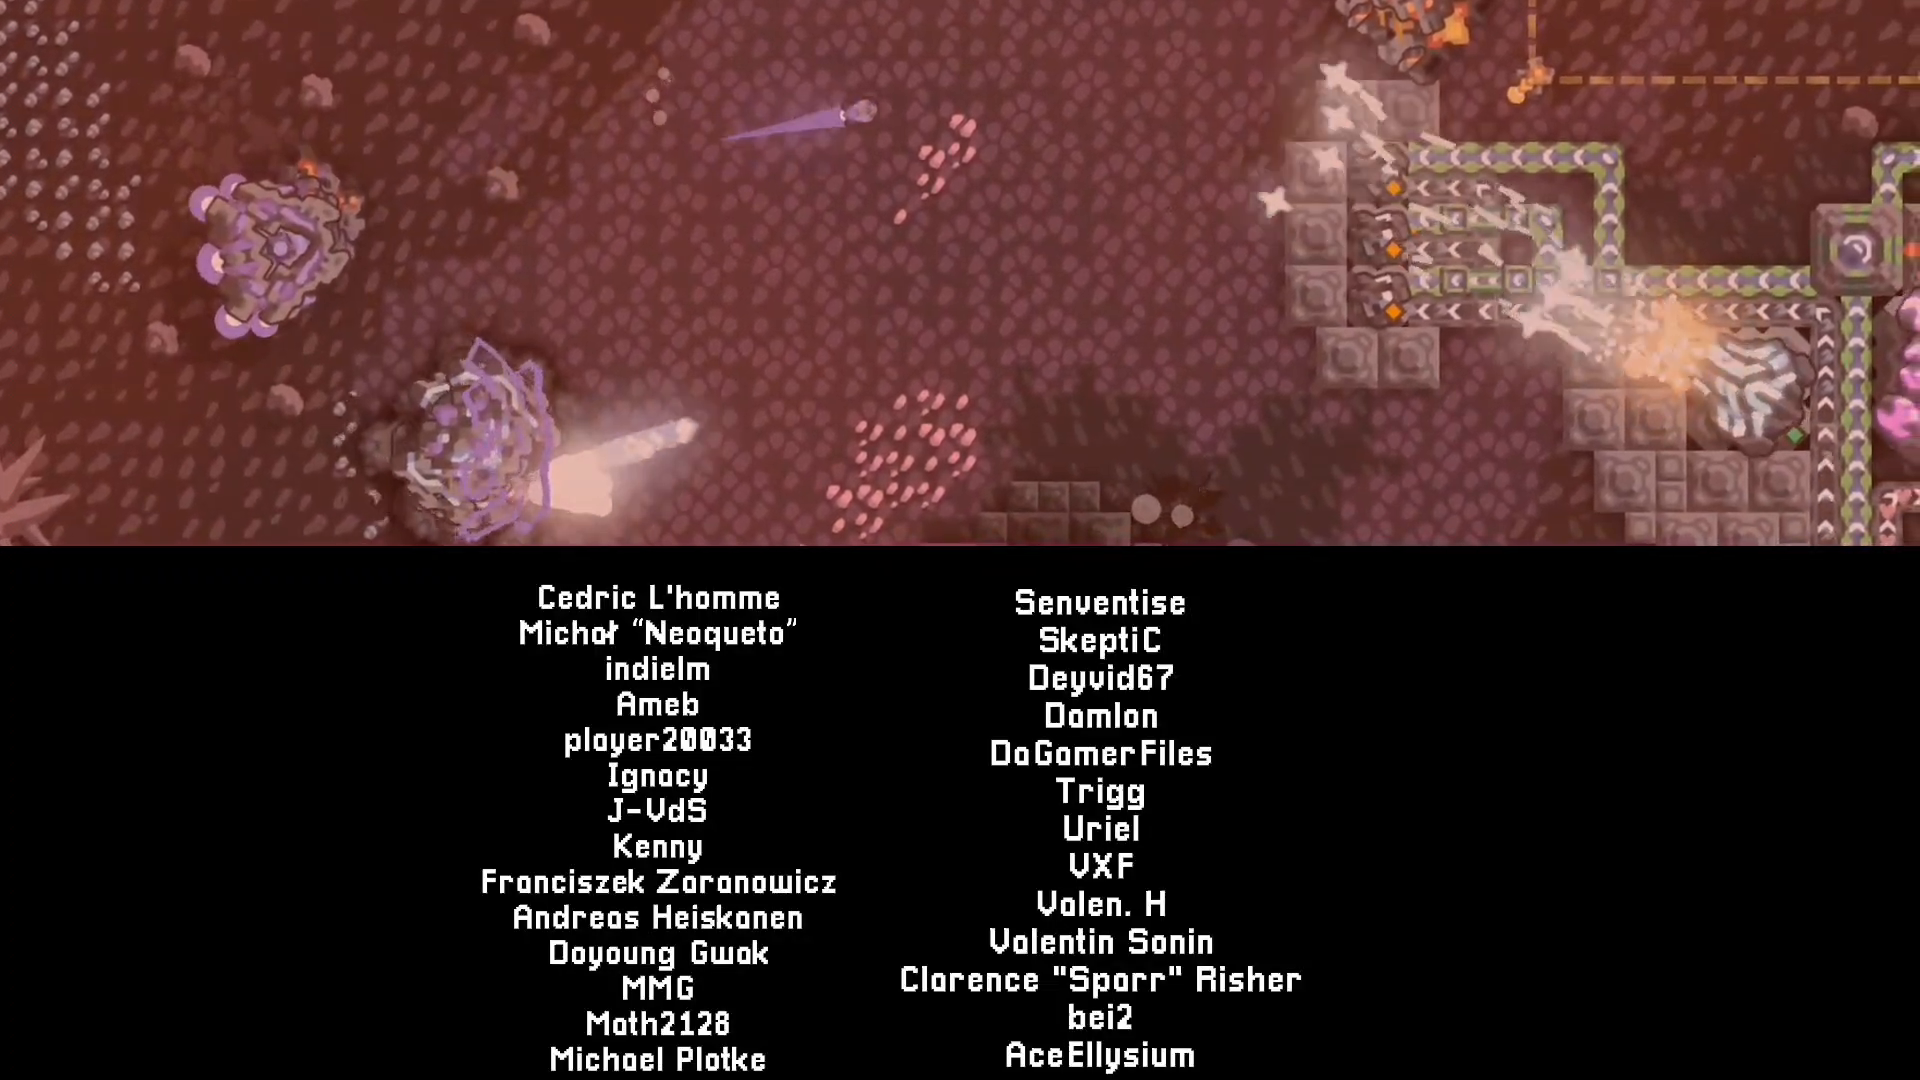 Cedric L'homme
Michał “Neoqueto”
indielm
Ameb
player20033
Ignacy
J-VdS
Kenny
Franciszek Zaranowicz
Andreas Heiskanen
Doyoung Gwak
MMG
Math2128
Michael Plotke
Senventise
SkeptiC
Deyvid67
Damlon
DaGamerFiles
Trigg
Uriel
VXF
Valen. H
Valentin Sonin
Clarence "Sparr" Risher
bei2
AceEllysium